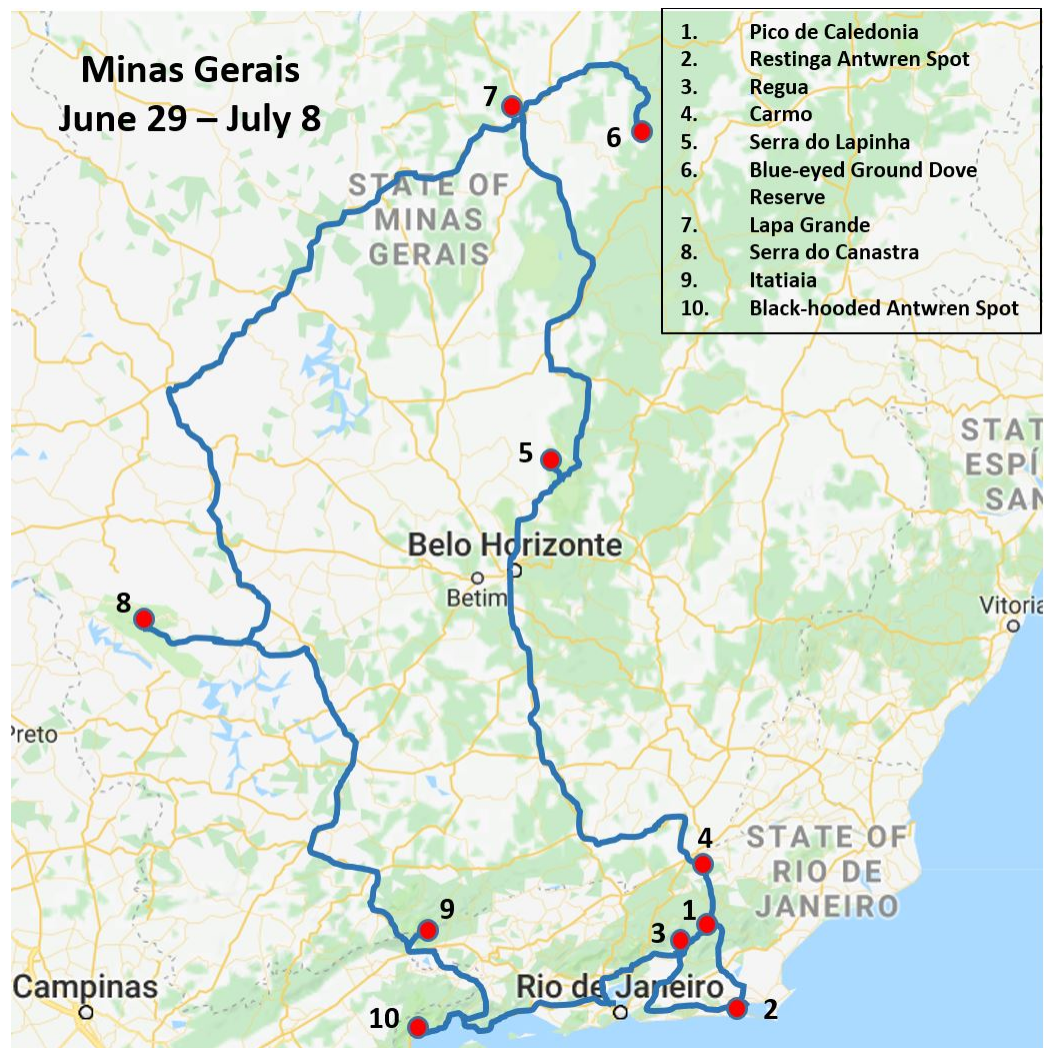 Minas Gerais
June 29 – July 8
1. Pico de Caledonia
2. Restinga Antwren Spot
3. Regua
4. Carmo
5. Serra do Lapinha
6. Blue-eyed Ground Dove
Reserve
7. Lapa Grande
8. Serra do Canastra
9. Itatiaia
10. Black-hooded Antwren Spot
7
6
STATE OF
MINAS
GERAIS
STAT
ESPÍ
SAN
5
Belo Horizonte
Betim
8
Vitoria
Preto
4
STATE OF
RIO DE
JANEIRO
9
1
3
Campinas
Rio de Janeiro
2
10